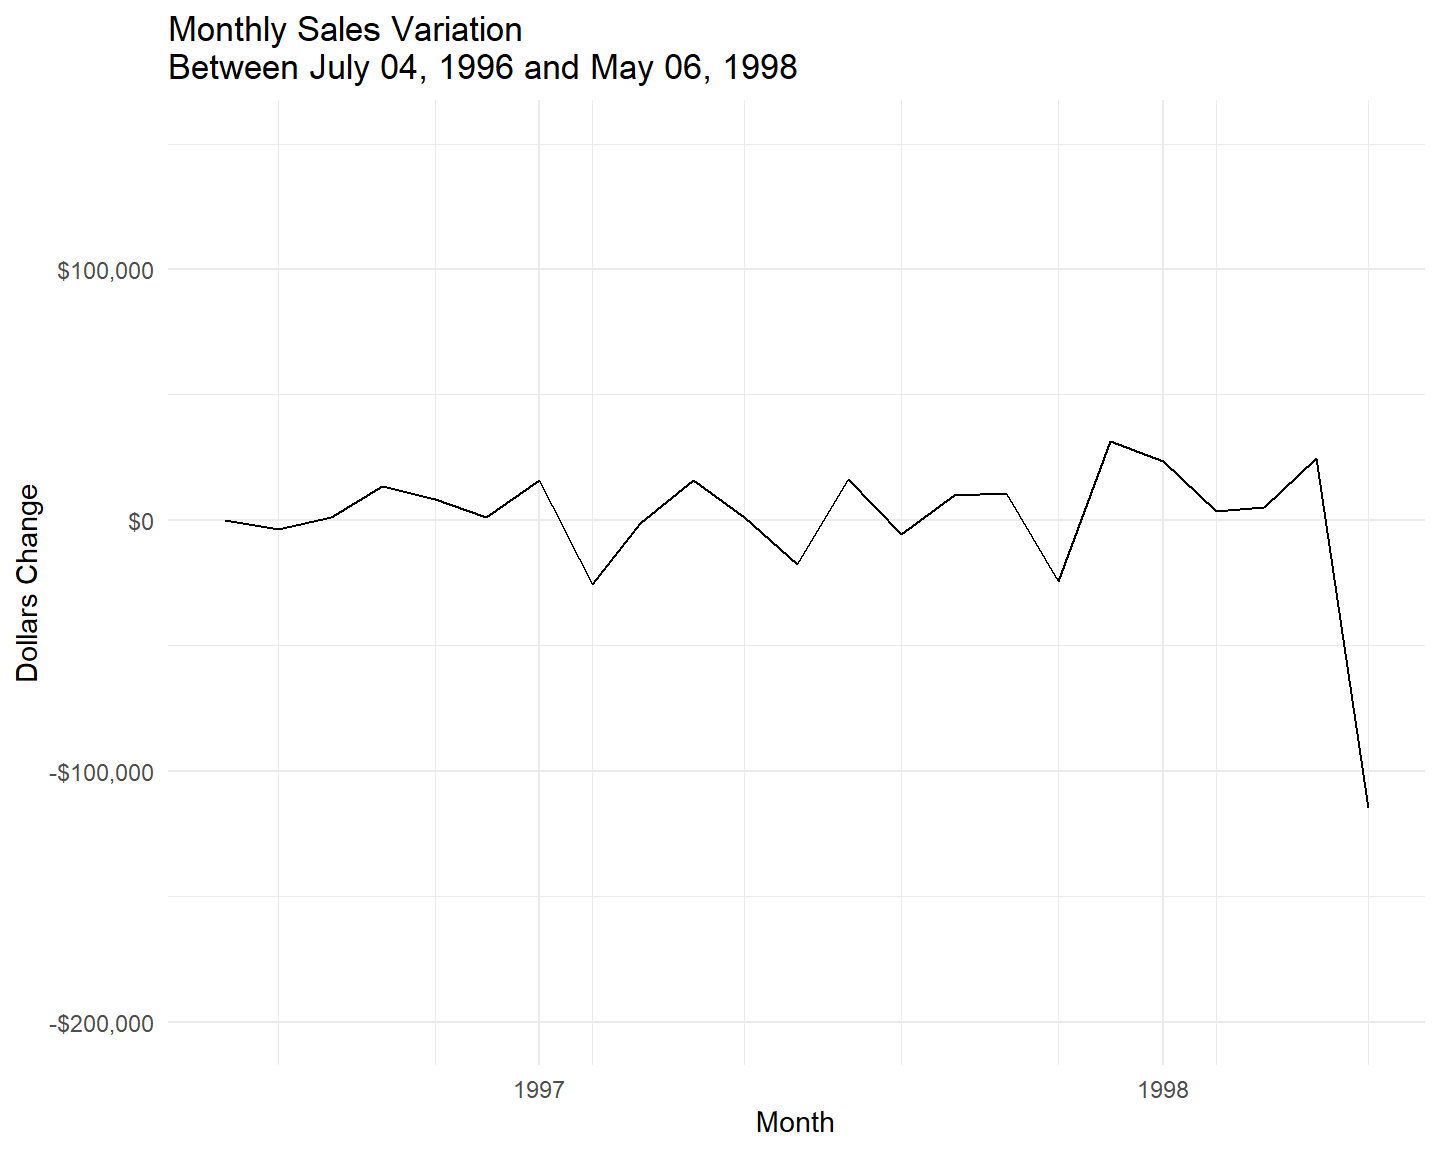 Monthly Sales Variation
Between July 04, 1996 and May 06, 1998
Dollars Change
$100,000
$0
-$100,000
-$200,000
1997
1998
Month